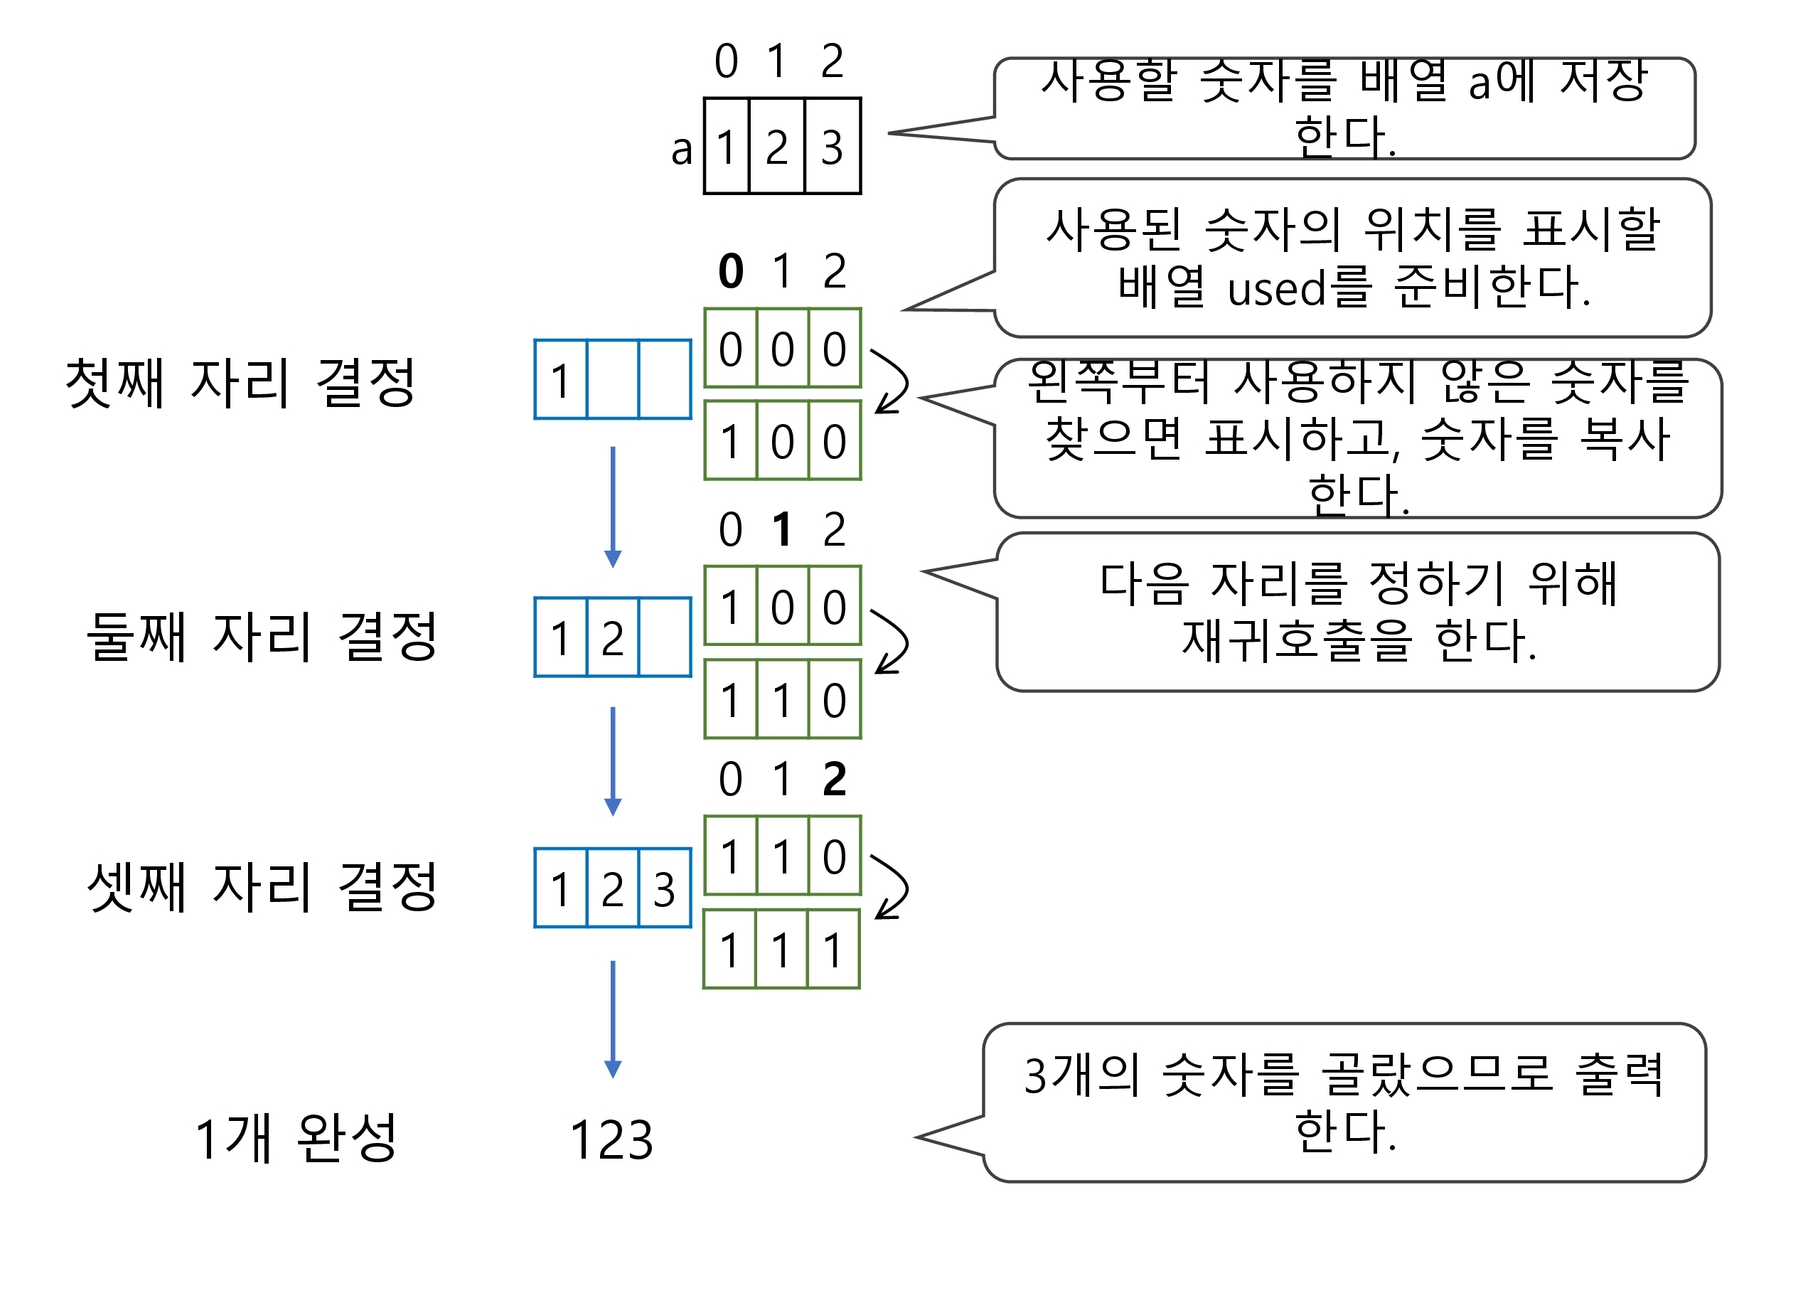 0 1 2
a 1 2 3
사용할 숫자를 배열 a에 저장
한다.
사용된 숫자의 위치를 표시할
배열 used를 준비한다.
0 1 2
첫째 자리 결정
1
0 0 0
1 0 0
왼쪽부터 사용하지 않은 숫자를
찾으면 표시하고, 숫자를 복사
한다.
0 1 2
둘째 자리 결정
1 2
1 0 0
1 1 0
다음 자리를 정하기 위해
재귀호출을 한다.
0 1 2
셋째 자리 결정
1 2 3
1 1 0
1 1 1
1개 완성
123
3개의 숫자를 골랐으므로 출력
한다.